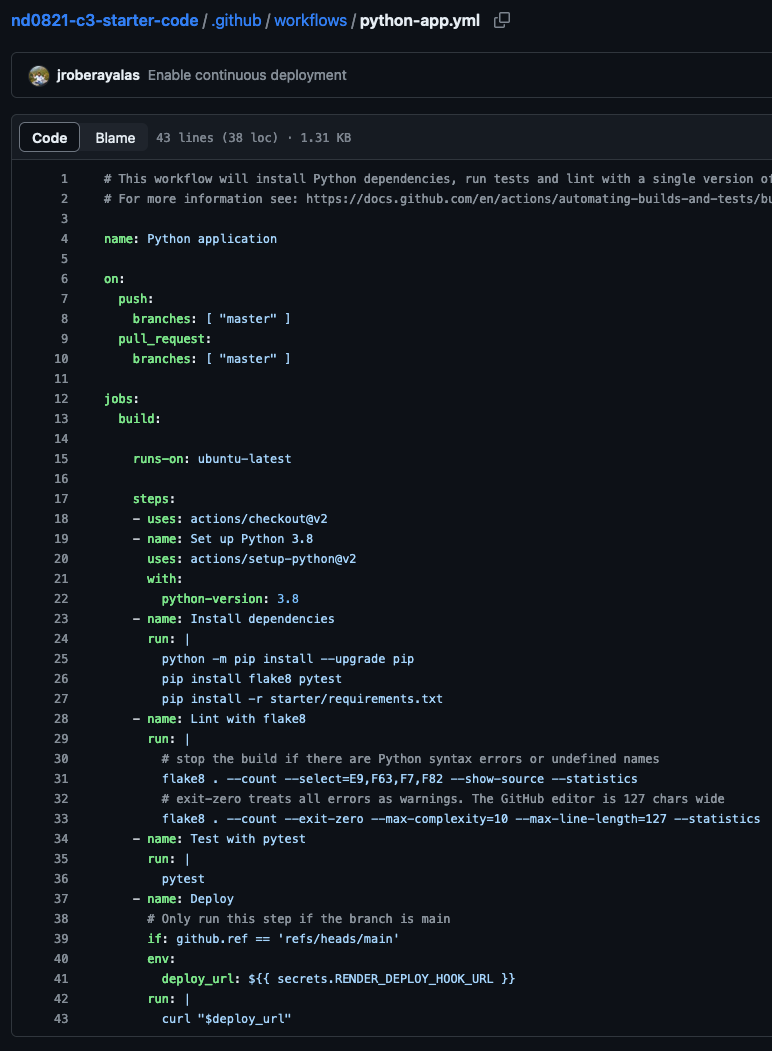 nd0821-c3-starter-code / .github / workflows / python-app.yml
jroberayalas Enable continuous deployment
Code Blame 43 lines (38 loc) · 1.31 KB
1 # This workflow will install Python dependencies, run tests and lint with a single version of
2 # For more information see: https://docs.github.com/en/actions/automating-builds-and-tests/bu
3
4 name: Python application
5
6 on:
7   push:
8     branches: [ "master" ]
9   pull_request:
10     branches: [ "master" ]
11
12 jobs:
13   build:
14
15     runs-on: ubuntu-latest
16
17     steps:
18     - uses: actions/checkout@v2
19     - name: Set up Python 3.8
20       uses: actions/setup-python@v2
21       with:
22         python-version: 3.8
23     - name: Install dependencies
24       run: |
25         python -m pip install --upgrade pip
26         pip install flake8 pytest
27         pip install -r starter/requirements.txt
28     - name: Lint with flake8
29       run: |
30         # stop the build if there are Python syntax errors or undefined names
31         flake8 . --count --select=E9,F63,F7,F82 --show-source --statistics
32         # exit-zero treats all errors as warnings. The GitHub editor is 127 chars wide
33         flake8 . --count --exit-zero --max-complexity=10 --max-line-length=127 --statistics
34     - name: Test with pytest
35       run: |
36         pytest
37     - name: Deploy
38       # Only run this step if the branch is main
39       if: github.ref == 'refs/heads/main'
40       env:
41         deploy_url: ${{ secrets.RENDER_DEPLOY_HOOK_URL }}
42       run: |
43         curl "$deploy_url"